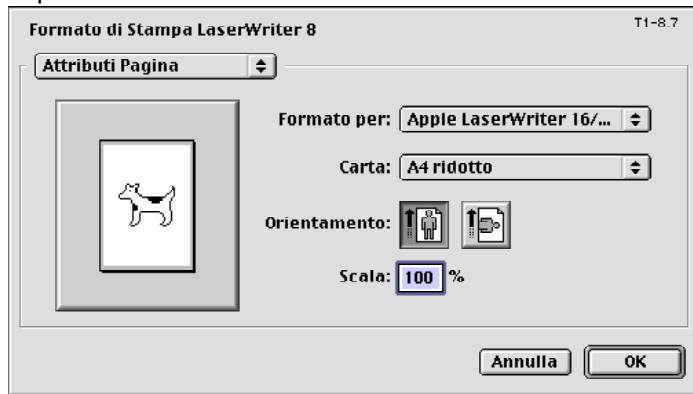 Formato di Stampa LaserWriter 8
T1-8.7
Attributi Pagina
Formato per: Apple LaserWriter 16/...
Carta: A4 ridotto
Orientamento:
Scala: 100 %
Annulla OK